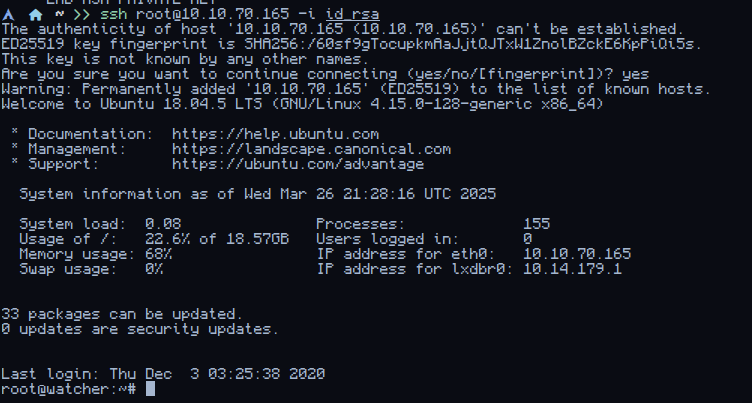 ~ >> ssh root@10.10.70.165 -i id_rsa
The authenticity of host '10.10.70.165 (10.10.70.165)' can't be established.
ED25519 key fingerprint is SHA256:/60sf9gTocupkmAaJjtQJTxW1ZnolBZckE6KpPiQi5s.
This key is not known by any other names.
Are you sure you want to continue connecting (yes/no/[fingerprint])? yes
Warning: Permanently added '10.10.70.165' (ED25519) to the list of known hosts.
Welcome to Ubuntu 18.04.5 LTS (GNU/Linux 4.15.0-128-generic x86_64)
* Documentation: https://help.ubuntu.com
* Management: https://landscape.canonical.com
* Support: https://ubuntu.com/advantage
System information as of Wed Mar 26 21:28:16 UTC 2025
System load: 0.08 Processes: 155
Usage of /: 22.6% of 18.57GB Users logged in: 0
Memory usage: 68% IP address for eth0: 10.10.70.165
Swap usage: 0% IP address for lxdbr0: 10.14.179.1
33 packages can be updated.
0 updates are security updates.
Last login: Thu Dec 3 03:25:38 2020
root@watcher:~#